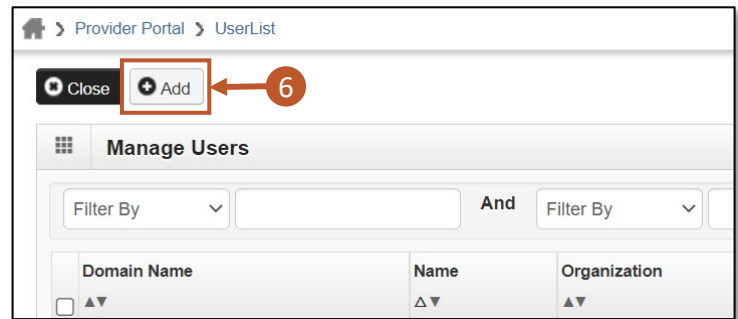 Provider Portal > UserList
Close Add 6
Manage Users
Filter By And Filter By
Domain Name Name Organization